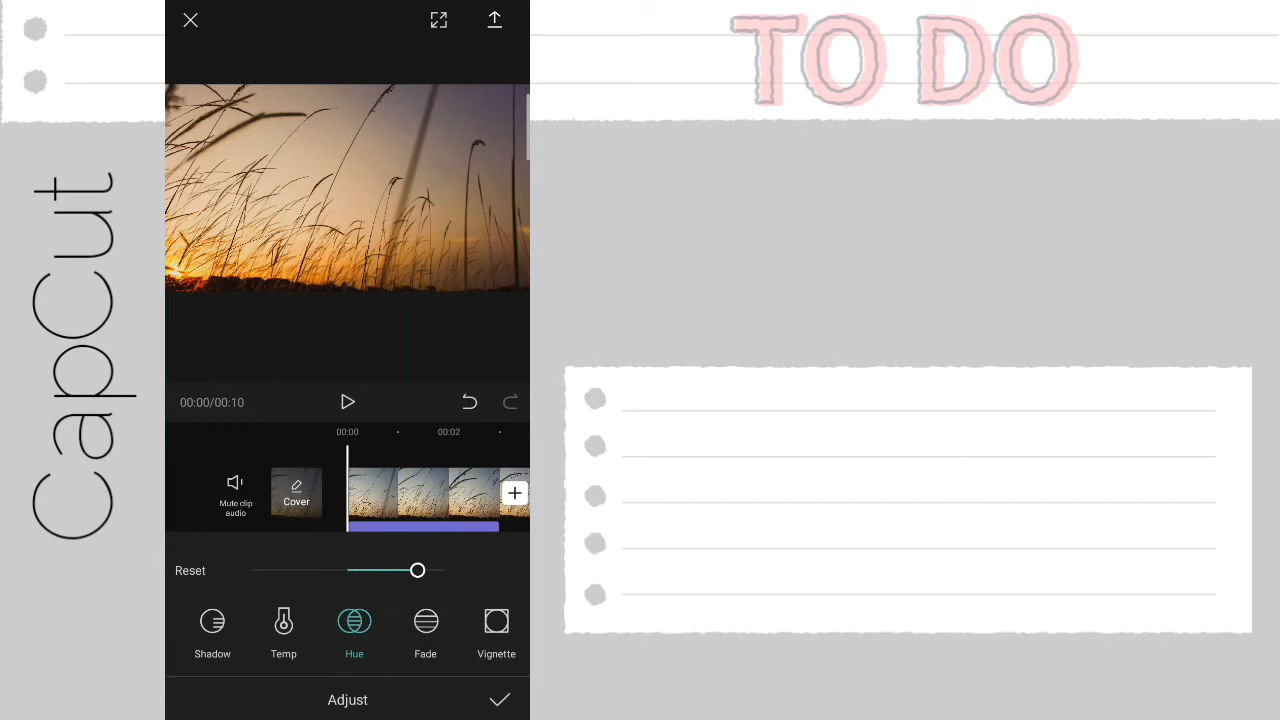 TO DO
CapCut
00:00/00:10
00:00
00:02
Mute clip
audio
Cover
Reset
Shadow
Temp
Hue
Fade
Vignette
Adjust